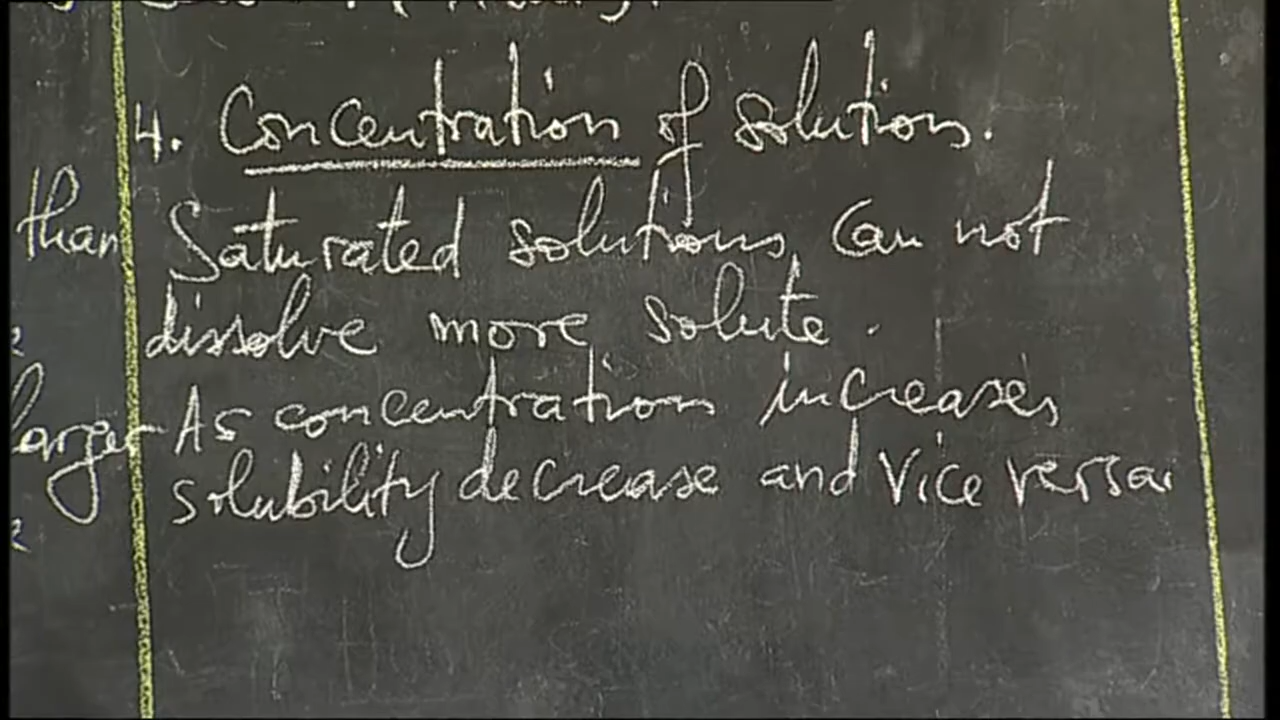 4. Concentration of solutions.
than
Saturated solutions can not
dissolve more solute.
larger
As concentration increases
solubility decrease and vice versa.